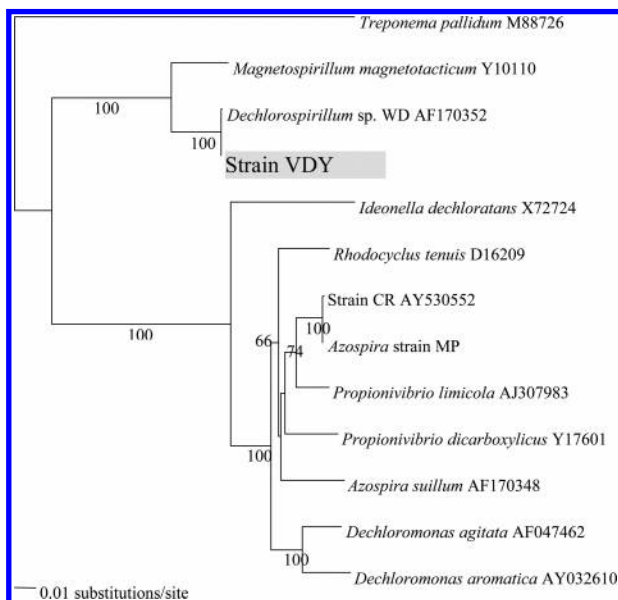 Treponema pallidum M88726
Magnetospirillum magnetotacticum Y10110
100
Dechlorospirillum sp. WD AF170352
100
Strain VDY
Ideonella dechloratans X72724
Rhodocyclus tenuis D16209
Strain CR AY530552
100
100
66
74
Azospira strain MP
Propionivibrio limicola AJ307983
Propionivibrio dicarboxylicus Y17601
100
Azospira suillum AF170348
Dechloromonas agitata AF047462
100
Dechloromonas aromatica AY032610
0.01 substitutions/site